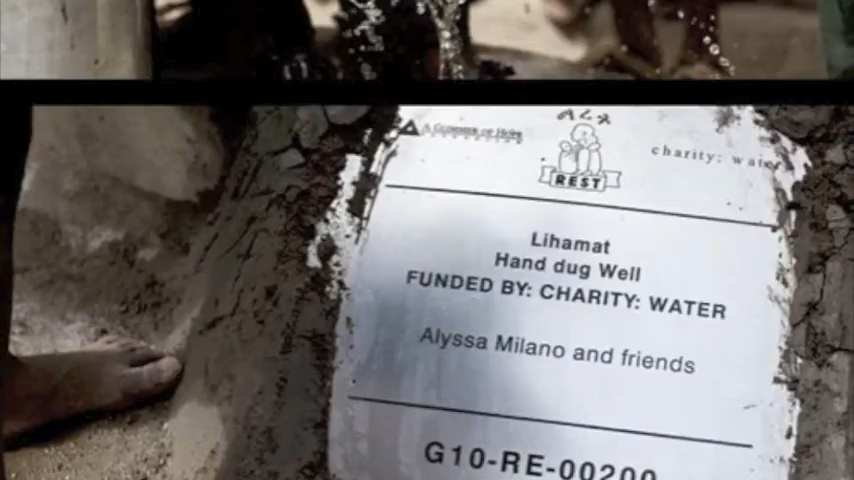 A GLIMMER OF HOPE
REST
charity: water
Lihamat
Hand dug Well
FUNDED BY: CHARITY: WATER
Alyssa Milano and friends
G10-RE-00200